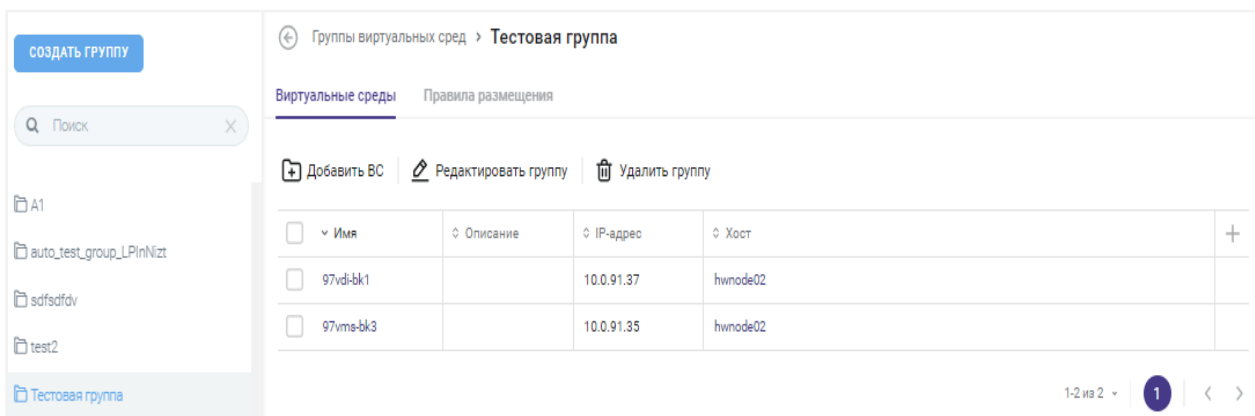 СОЗДАТЬ ГРУППУ
Поиск
A1
auto_test_group_LPInNizt
sdfsdfdv
test2
Тестовая группа
Группы виртуальных сред > Тестовая группа
Виртуальные среды Правила размещения
Добавить ВС Редактировать группу Удалить группу
Имя Описание IP-адрес Хост
97vdi-bk1 10.0.91.37 hwnode02
97vms-bk3 10.0.91.35 hwnode02
1-2 из 2 1